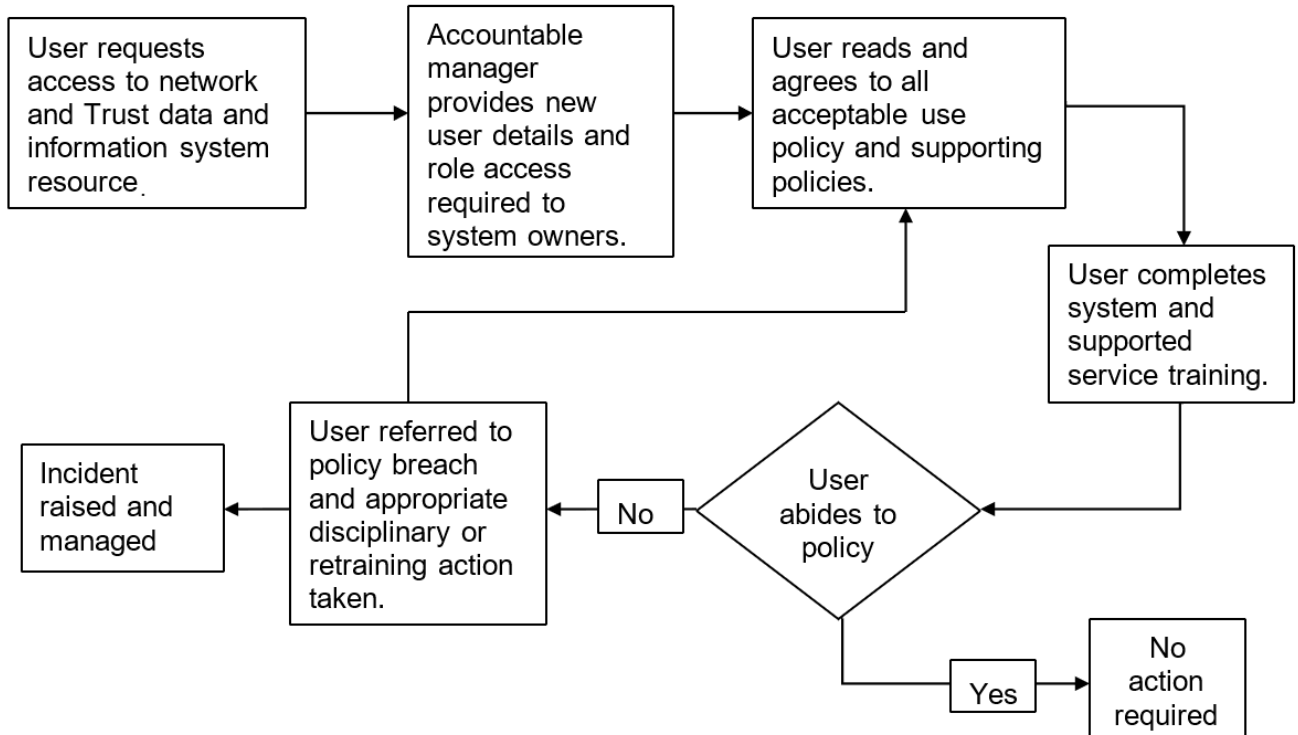 User requests
access to network
and Trust data and
information system
resource.
Accountable
manager
provides new
user details and
role access
required to
system owners.
User reads and
agrees to all
acceptable use
policy and supporting
policies.
User completes
system and
supported
service training.
User
abides to
policy
No
User referred to
policy breach
and appropriate
disciplinary or
retraining action
taken.
Incident
raised and
managed
Yes
No
action
required